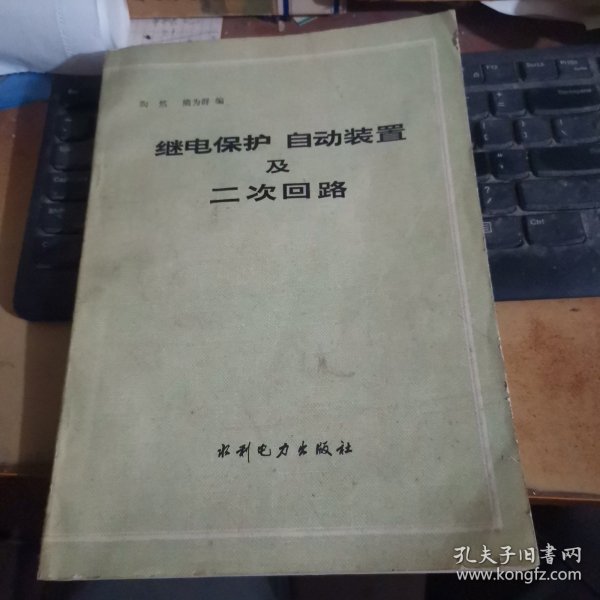 陶 然 熊为群 编
继电保护 自动装置
及
二次回路
水利电力出版社
孔夫子旧书网
www.kongfz.com